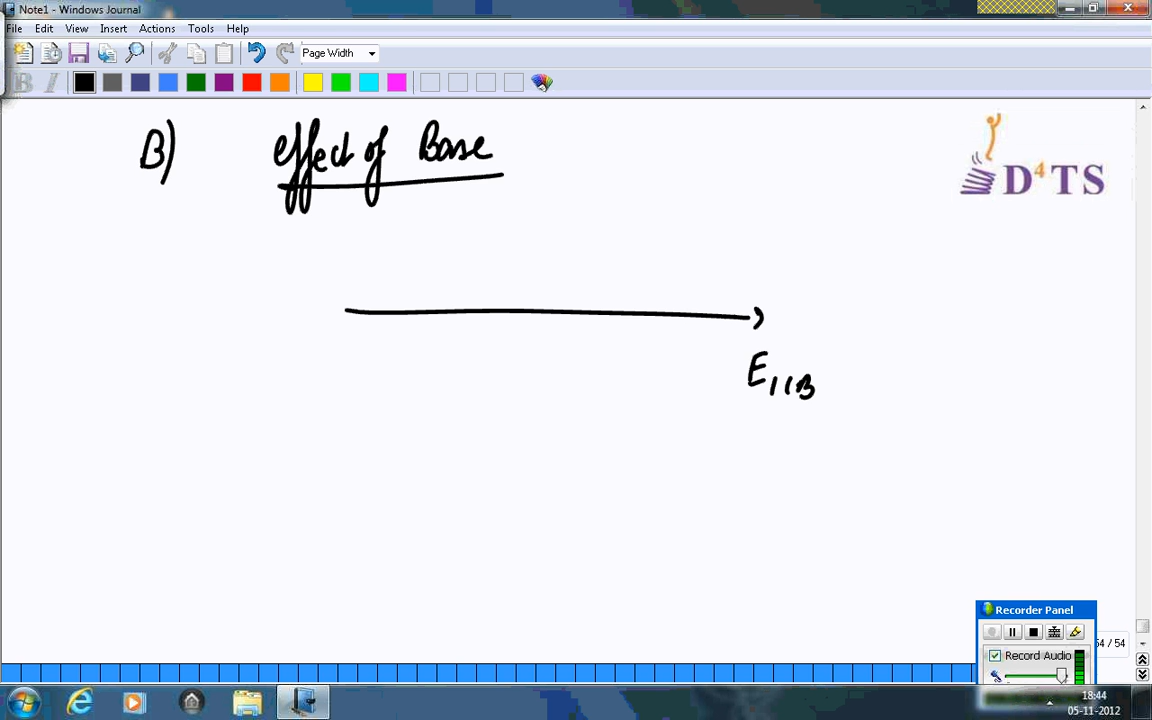 Note1 - Windows Journal
File Edit View Insert Actions Tools Help
Page Width
B I
B) Effect of Base
D4TS
E11B
Recorder Panel
54 / 54
Record Audio
18:44
05-11-2012